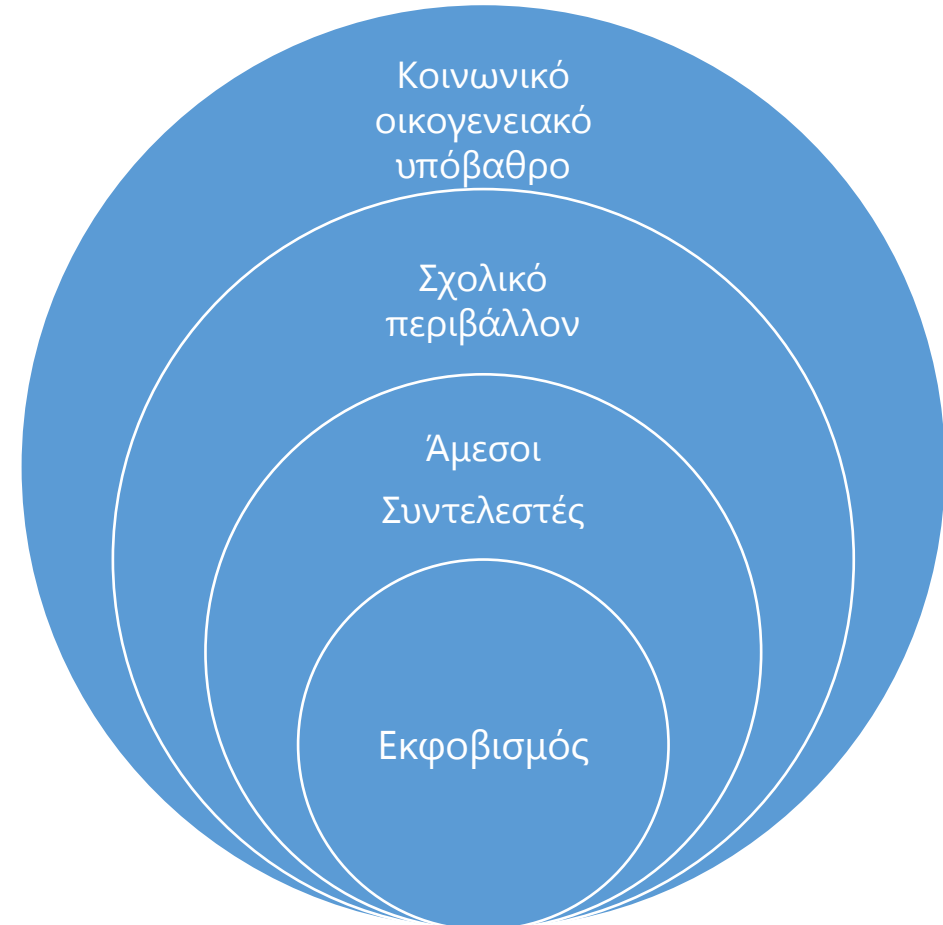 Κοινωνικό
οικογενειακό
υπόβαθρο
Σχολικό
περιβάλλον
Άμεσοι
Συντελεστές
Εκφοβισμός